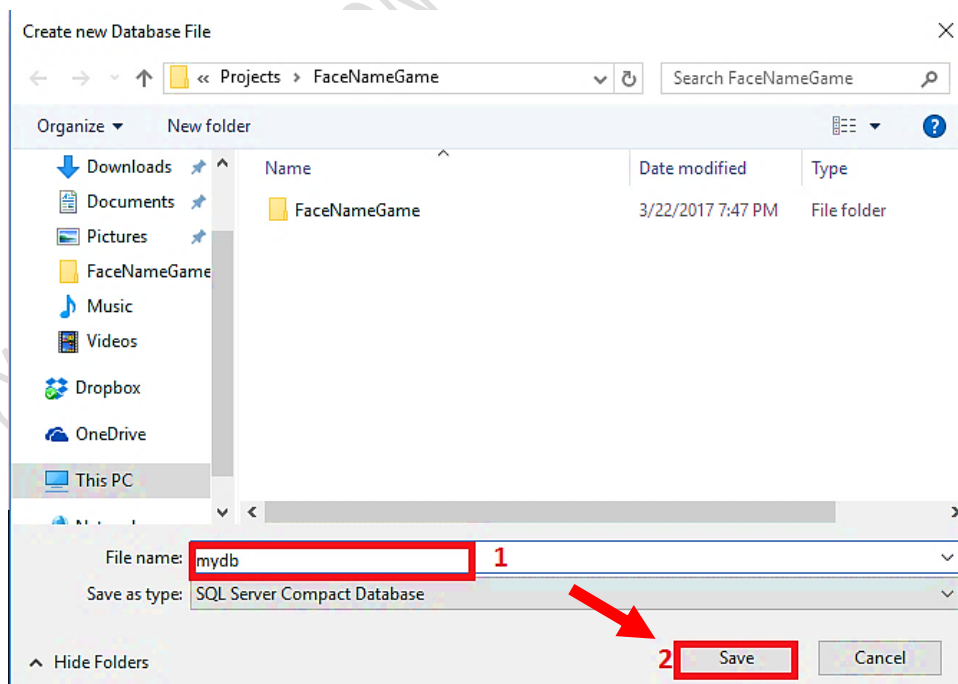 Create new Database File
« Projects > FaceNameGame
Search FaceNameGame
Organize
New folder
Name
Date modified
Type
Downloads
Documents
Pictures
FaceNameGame
Music
Videos
Dropbox
OneDrive
This PC
FaceNameGame 3/22/2017 7:47 PM File folder
File name: mydb 1
Save as type: SQL Server Compact Database
Hide Folders
2 Save
Cancel